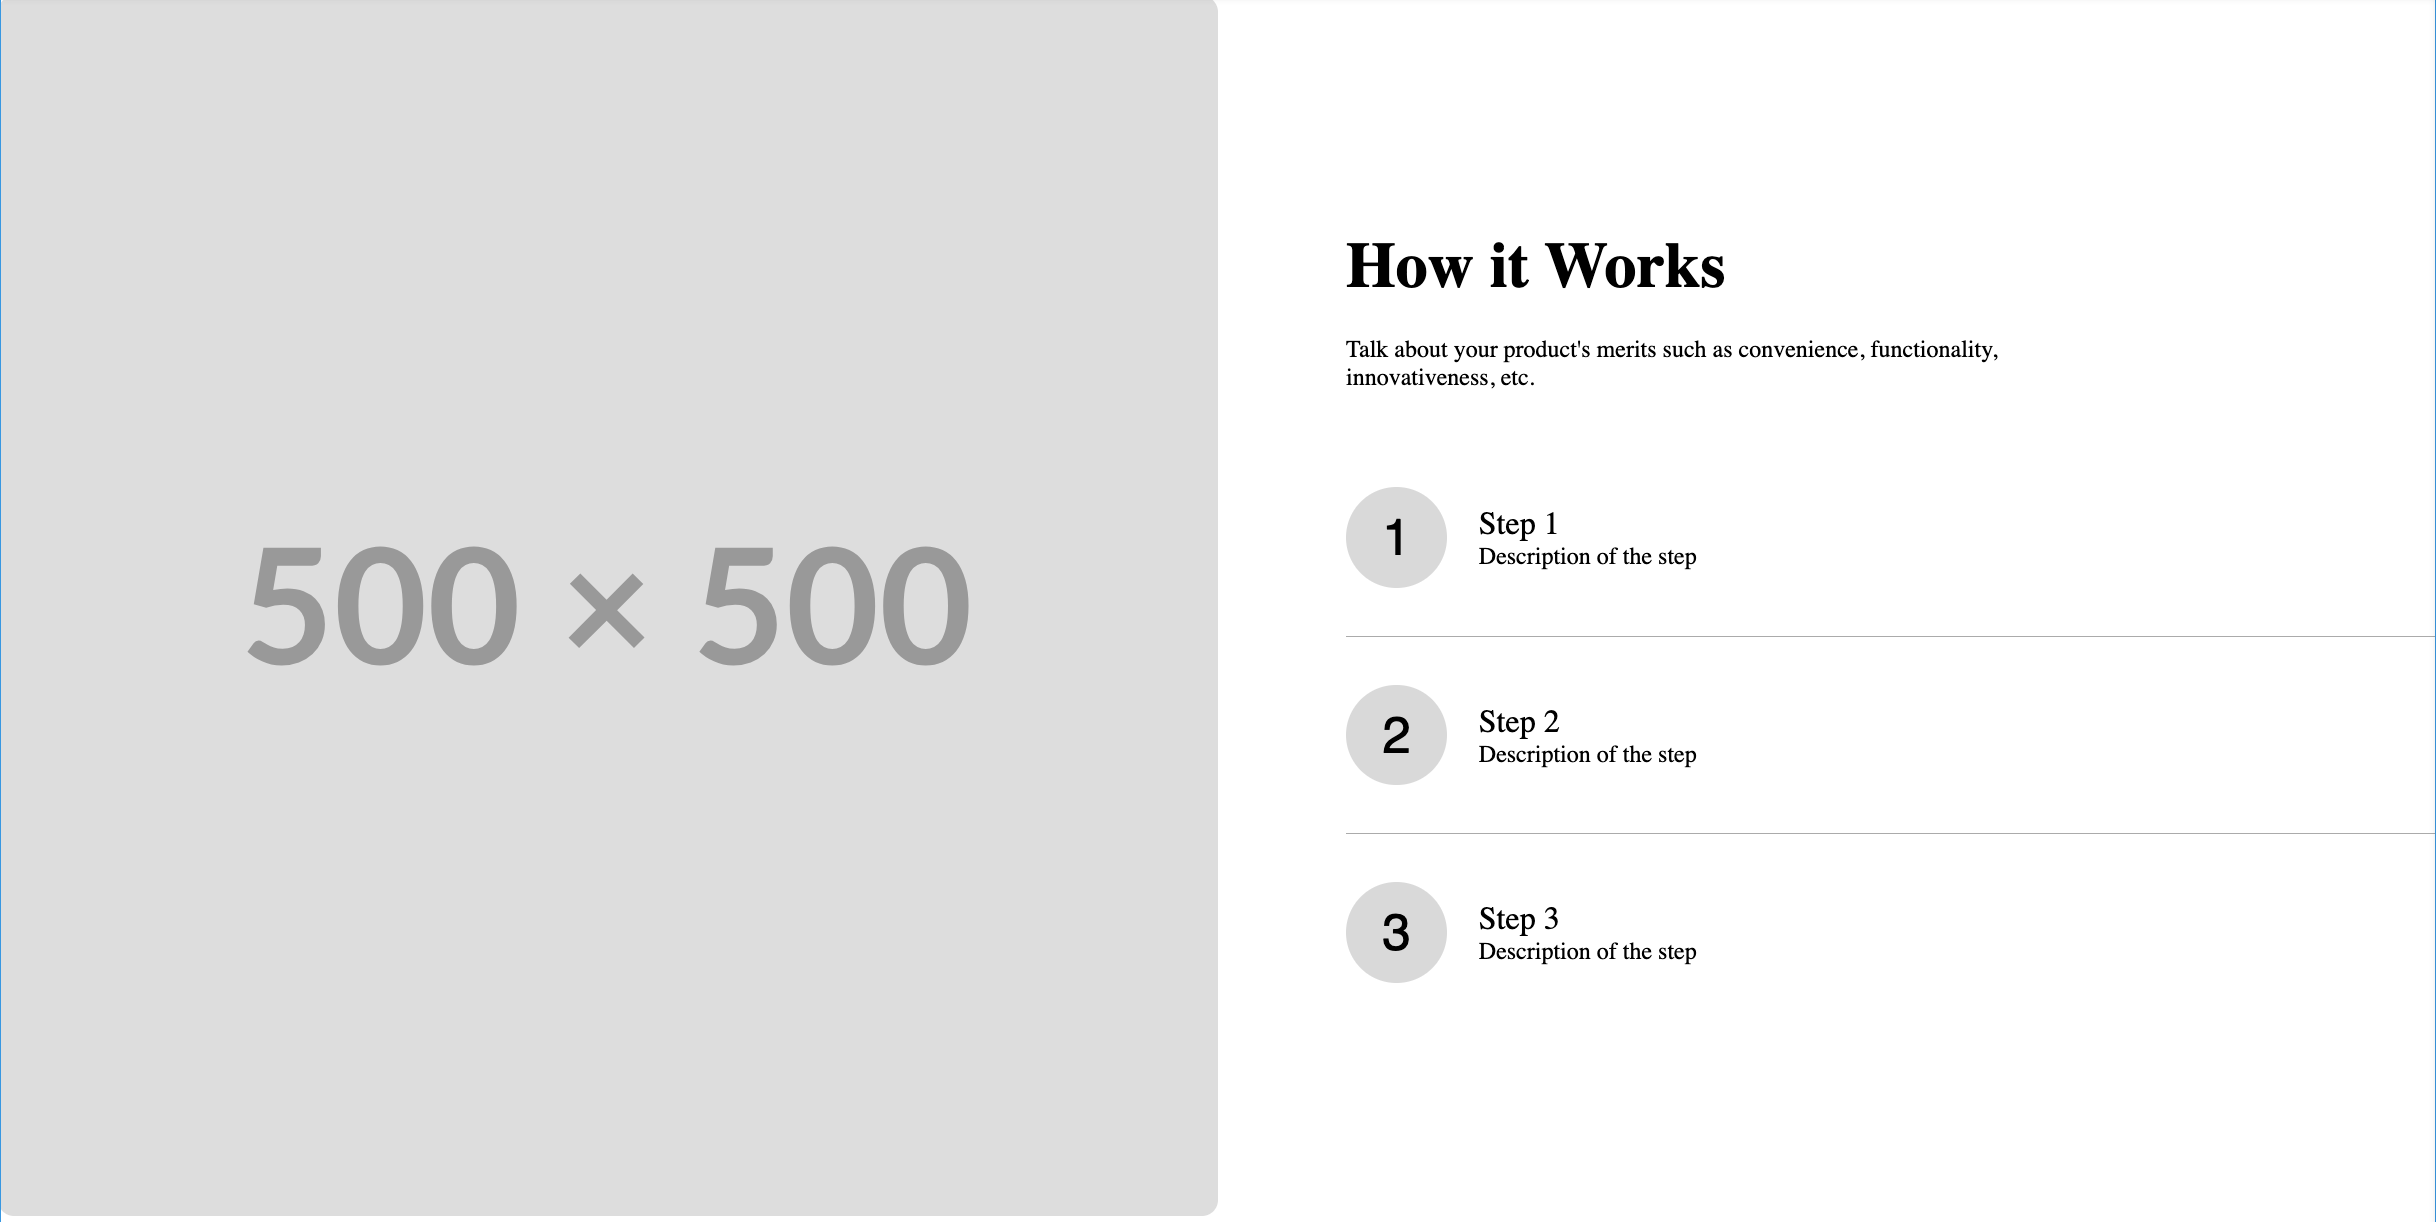 500 × 500
How it Works
Talk about your product's merits such as convenience, functionality,
innovativeness, etc.
1
Step 1
Description of the step
2
Step 2
Description of the step
3
Step 3
Description of the step